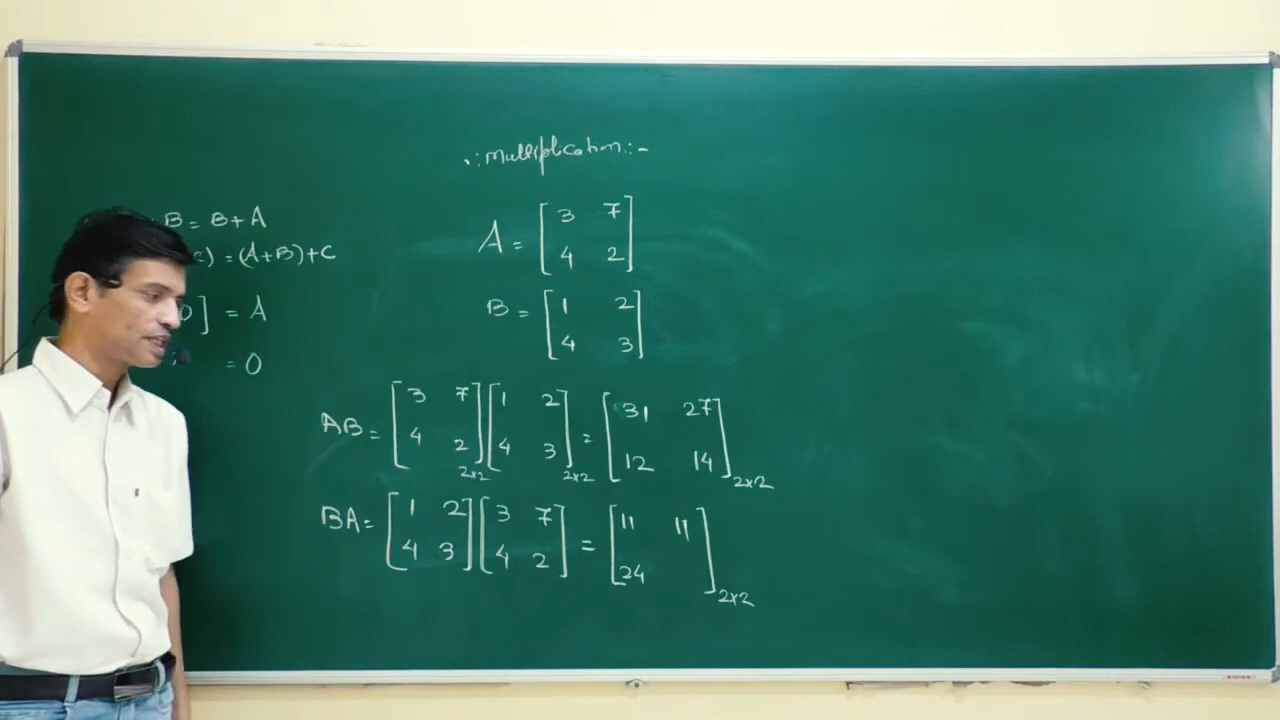 .: Multiplication :-
B = B + A
) = (A+B)+C
] = A
= 0
A = [ 3 7
4 2 ]
B = [ 1 2
4 3 ]
AB = [ 3 7 ] [ 1 2 ] = [ 31 27 ]
4 2 4 3 12 14
2x2 2x2 2x2
BA = [ 1 2 ] [ 3 7 ] = [ 11 11 ]
4 3 4 2 24
2x2